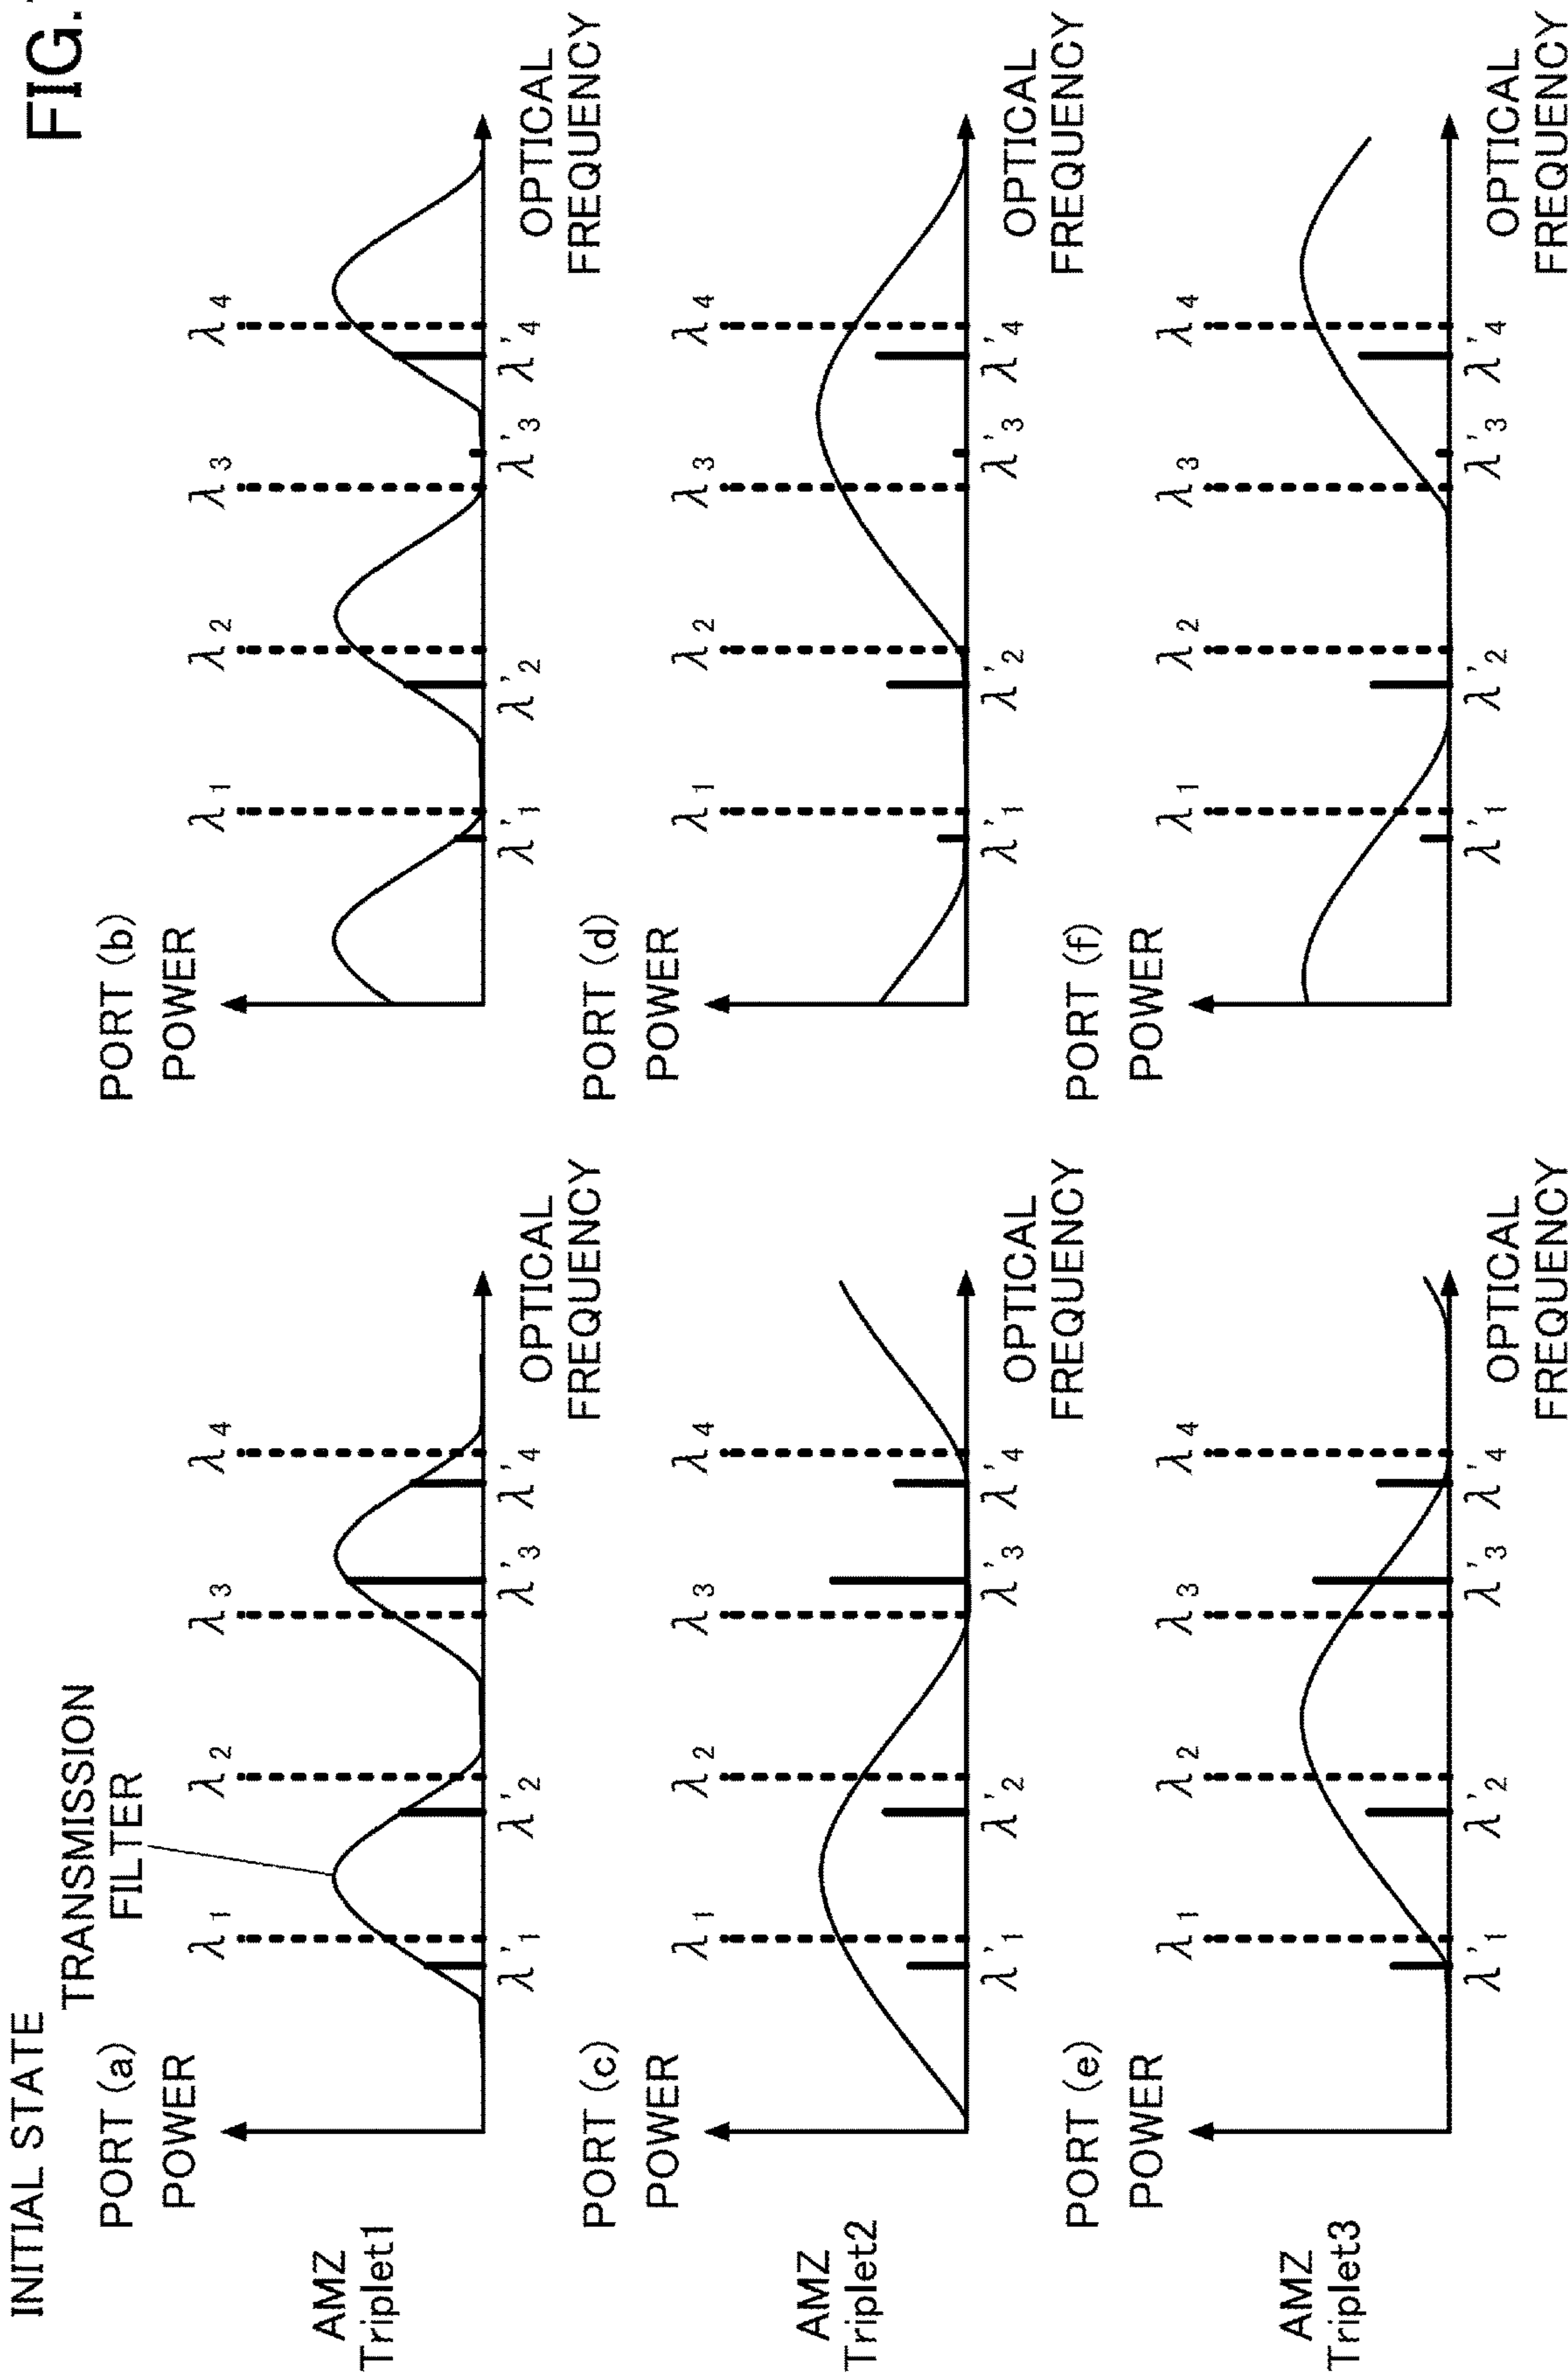 FIG.
INITIAL STATE
AMZ
Triplet1
PORT (a)
POWER
TRANSMISSION
FILTER
λ1
λ2
λ3
λ4
λ'1
λ'2
λ'3
λ'4
OPTICAL
FREQUENCY
PORT (b)
POWER
λ1
λ2
λ3
λ4
λ'1
λ'2
λ'3
λ'4
OPTICAL
FREQUENCY
AMZ
Triplet2
PORT (c)
POWER
λ1
λ2
λ3
λ4
λ'1
λ'2
λ'3
λ'4
OPTICAL
FREQUENCY
PORT (d)
POWER
λ1
λ2
λ3
λ4
λ'1
λ'2
λ'3
λ'4
OPTICAL
FREQUENCY
AMZ
Triplet3
PORT (e)
POWER
λ1
λ2
λ3
λ4
λ'1
λ'2
λ'3
λ'4
OPTICAL
FREQUENCY
PORT (f)
POWER
λ1
λ2
λ3
λ4
λ'1
λ'2
λ'3
λ'4
OPTICAL
FREQUENCY